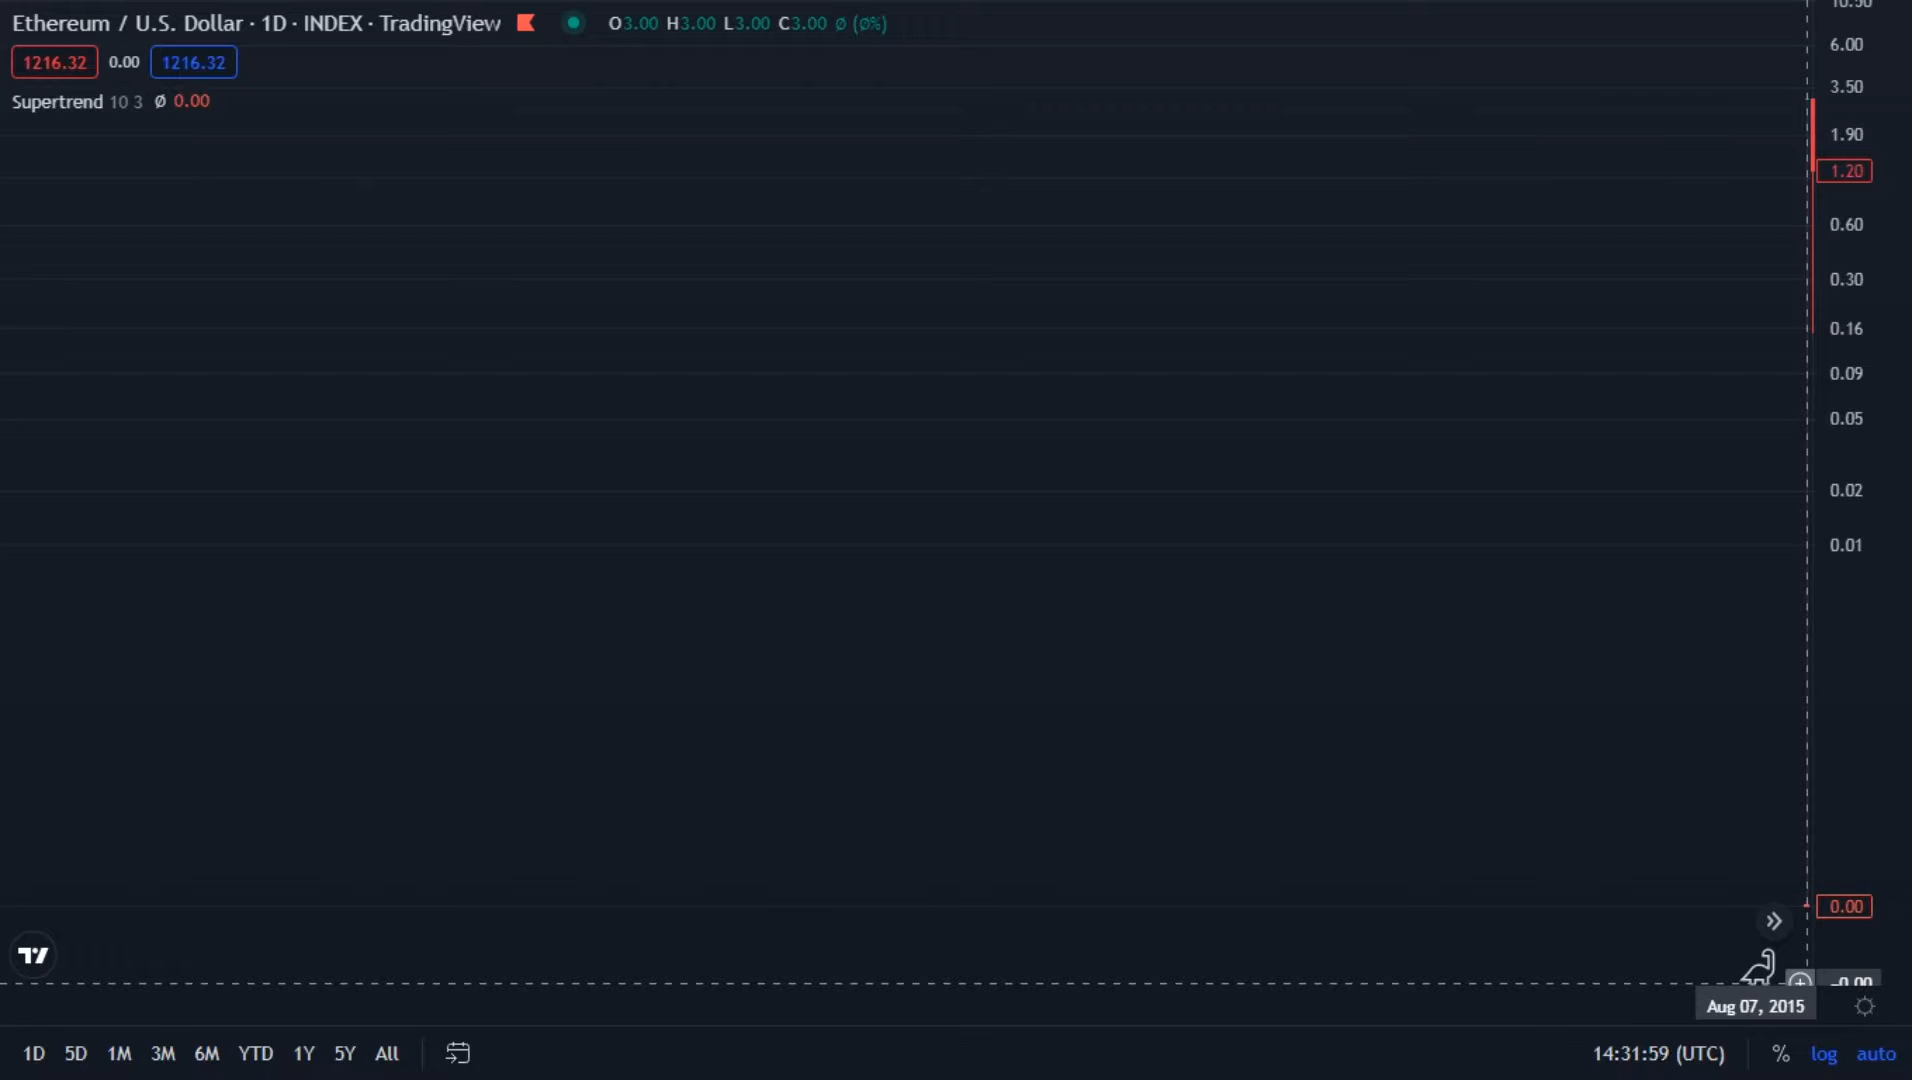 Ethereum / U.S. Dollar · 1D · INDEX · TradingView O3.00 H3.00 L3.00 C3.00 ∅ (∅%)
1216.32 0.00 1216.32
Supertrend 10 3 ∅ 0.00
10.50
6.00
3.50
1.90
1.20
0.60
0.30
0.16
0.09
0.05
0.02
0.01
0.00
−0.00
Aug 07, 2015
1D 5D 1M 3M 6M YTD 1Y 5Y All 14:31:59 (UTC) % log auto